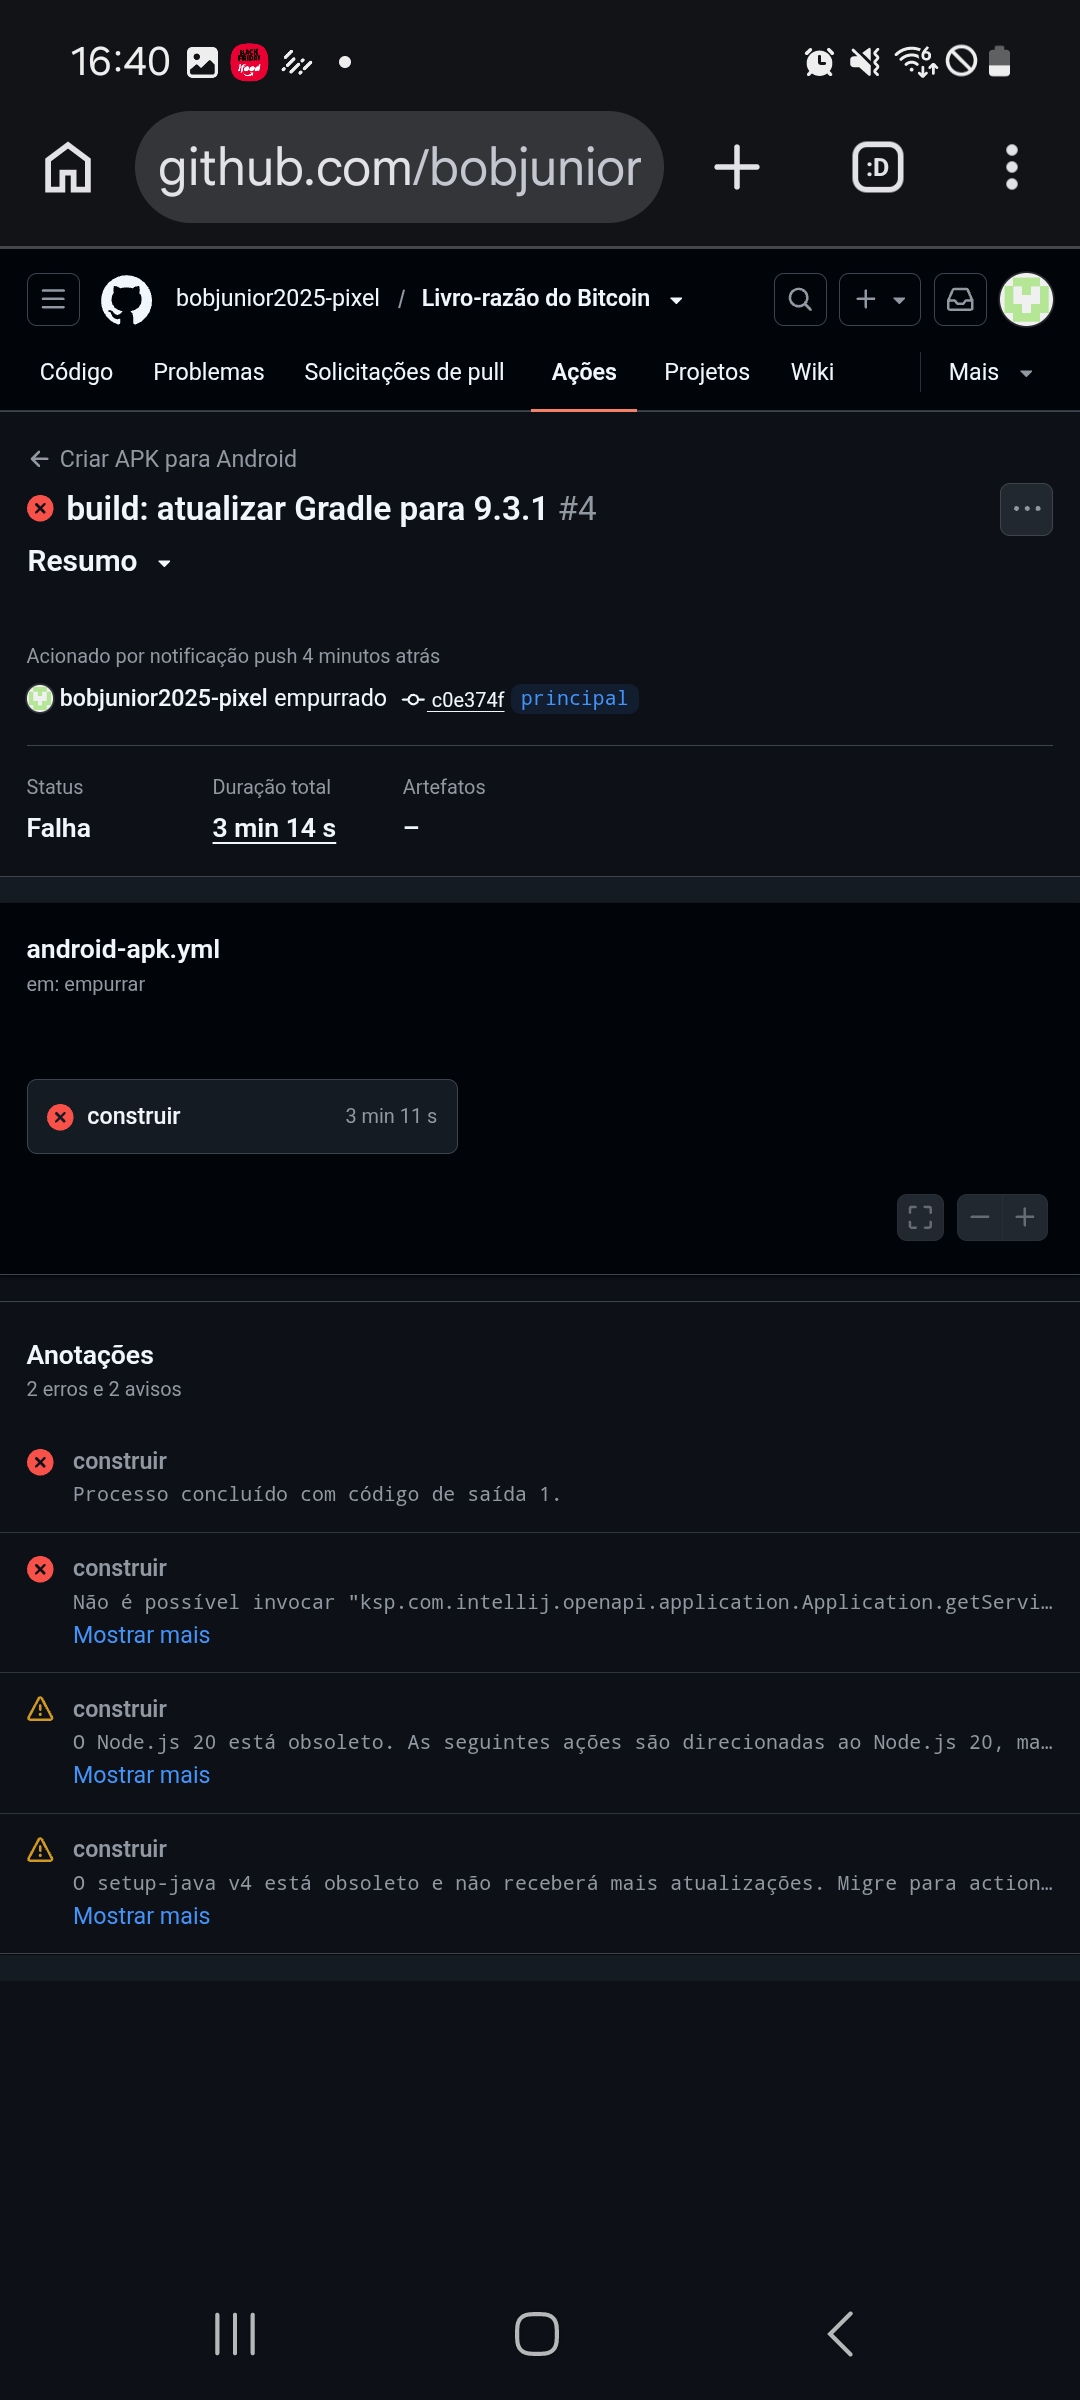 16:40
github.com/bobjunior
:D
bobjunior2025-pixel / Livro-razão do Bitcoin
Código Problemas Solicitações de pull Ações Projetos Wiki Mais
Criar APK para Android
build: atualizar Gradle para 9.3.1 #4
Resumo
Acionado por notificação push 4 minutos atrás
bobjunior2025-pixel empurrado c0e374f principal
Status Duração total Artefatos
Falha 3 min 14 s –
android-apk.yml
em: empurrar
construir 3 min 11 s
Anotações
2 erros e 2 avisos
construir
Processo concluído com código de saída 1.
construir
Não é possível invocar "ksp.com.intellij.openapi.application.Application.getServi…
Mostrar mais
construir
O Node.js 20 está obsoleto. As seguintes ações são direcionadas ao Node.js 20, ma…
Mostrar mais
construir
O setup-java v4 está obsoleto e não receberá mais atualizações. Migre para action…
Mostrar mais